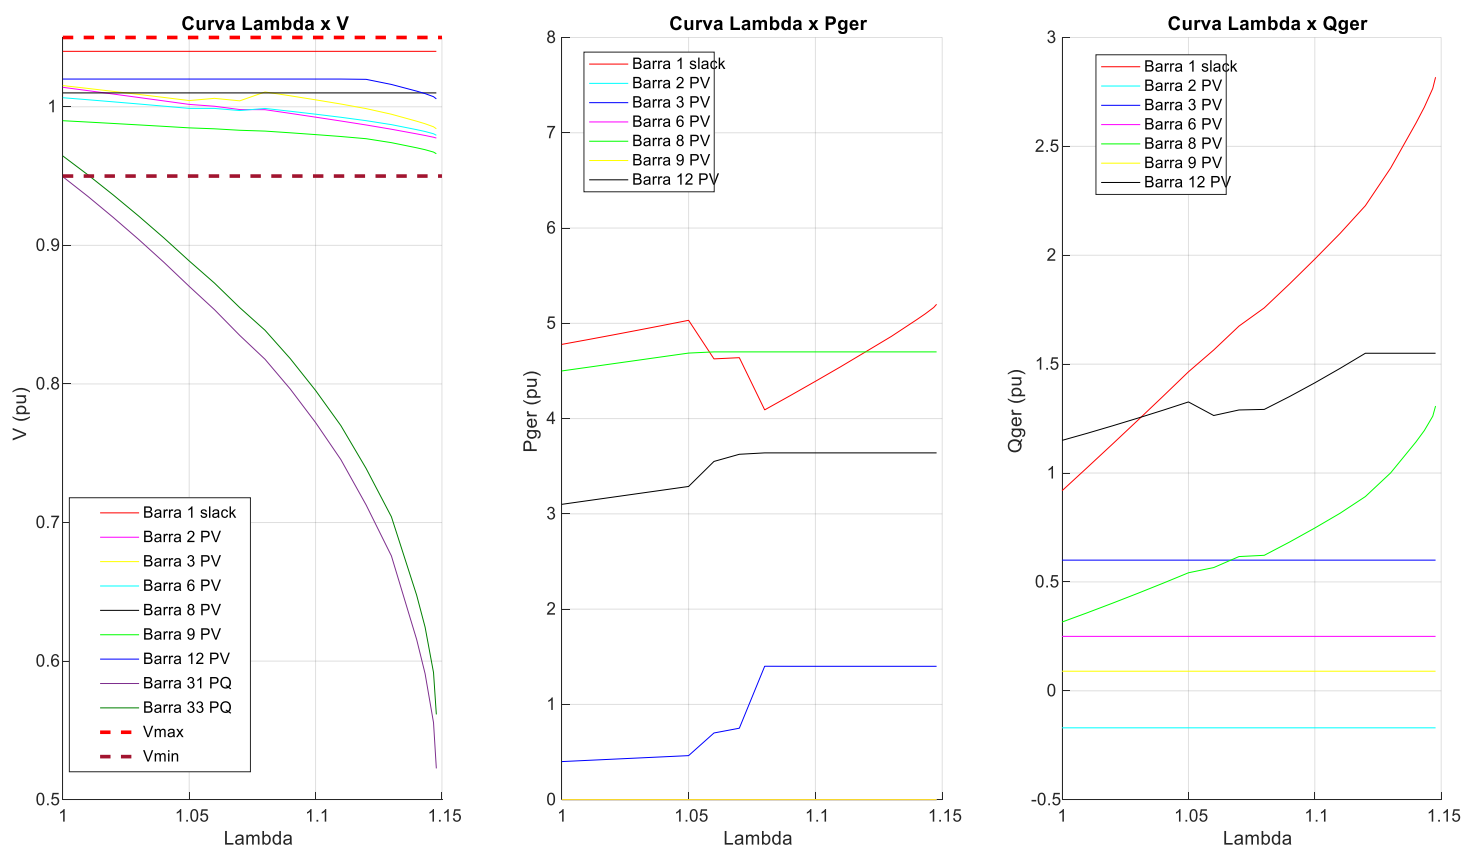 Curva Lambda x V
V (pu)
1
0.9
0.8
0.7
0.6
0.5
Barra 1 slack
Barra 2 PV
Barra 3 PV
Barra 6 PV
Barra 8 PV
Barra 9 PV
Barra 12 PV
Barra 31 PQ
Barra 33 PQ
Vmax
Vmin
1 1.05 1.1 1.15
Lambda
Curva Lambda x Pger
Pger (pu)
8
7
6
5
4
3
2
1
0
Barra 1 slack
Barra 2 PV
Barra 3 PV
Barra 6 PV
Barra 8 PV
Barra 9 PV
Barra 12 PV
1 1.05 1.1 1.15
Lambda
Curva Lambda x Qger
Qger (pu)
3
2.5
2
1.5
1
0.5
0
-0.5
Barra 1 slack
Barra 2 PV
Barra 3 PV
Barra 6 PV
Barra 8 PV
Barra 9 PV
Barra 12 PV
1 1.05 1.1 1.15
Lambda